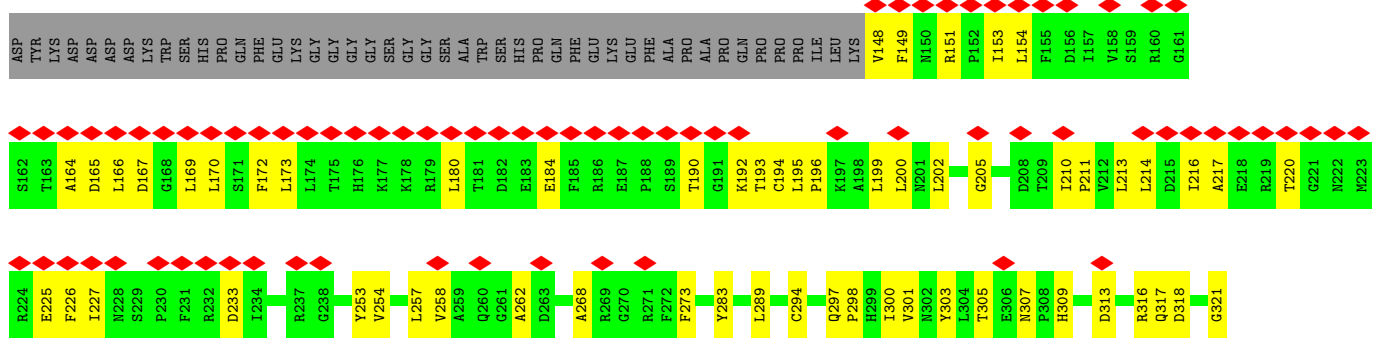 ASP TYR LYS ASP ASP ASP ASP LYS TRP SER HIS PRO GLN PHE GLU LYS GLY GLY GLY GLY SER GLY GLY SER ALA TRP SER HIS PRO GLN PHE GLU LYS GLU PHE ALA PRO ALA PRO GLN PRO PRO PRO ILE LEU LYS V148 F149 N150 R151 P152 I153 L154 F155 D156 I157 V158 S159 R160 G161
S162 T163 A164 D165 L166 D167 G168 L169 L170 S171 F172 L173 L174 T175 H176 K177 K178 R179 L180 T181 D182 E183 E184 F185 R186 E187 P188 S189 T190 G191 K192 T193 C194 L195 P196 K197 A198 L199 L200 N201 L202 G205 D208 T209 I210 P211 V212 L213 L214 D215 I216 A217 E218 R219 T220 G221 N222 M223
R224 E225 F226 I227 N228 S229 P230 F231 R232 D233 I234 R237 G238 Y253 V254 L257 V258 A259 Q260 G261 A262 D263 A268 R269 G270 R271 F272 F273 Y283 L289 C294 Q297 P298 H299 I300 V301 N302 Y303 L304 T305 E306 N307 P308 H309 D313 R316 Q317 D318 G321